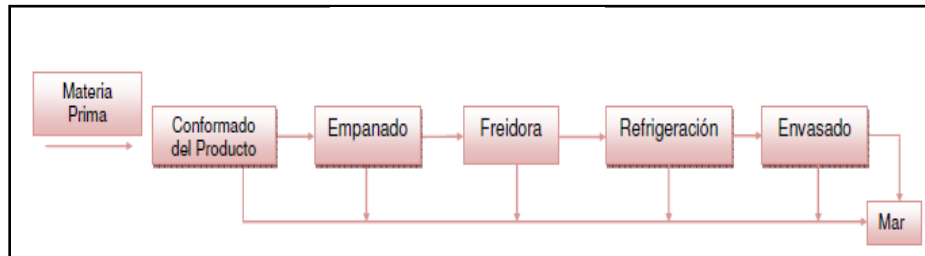 Materia
Prima
Conformado
del Producto
Empanado
Freidora
Refrigeración
Envasado
Mar